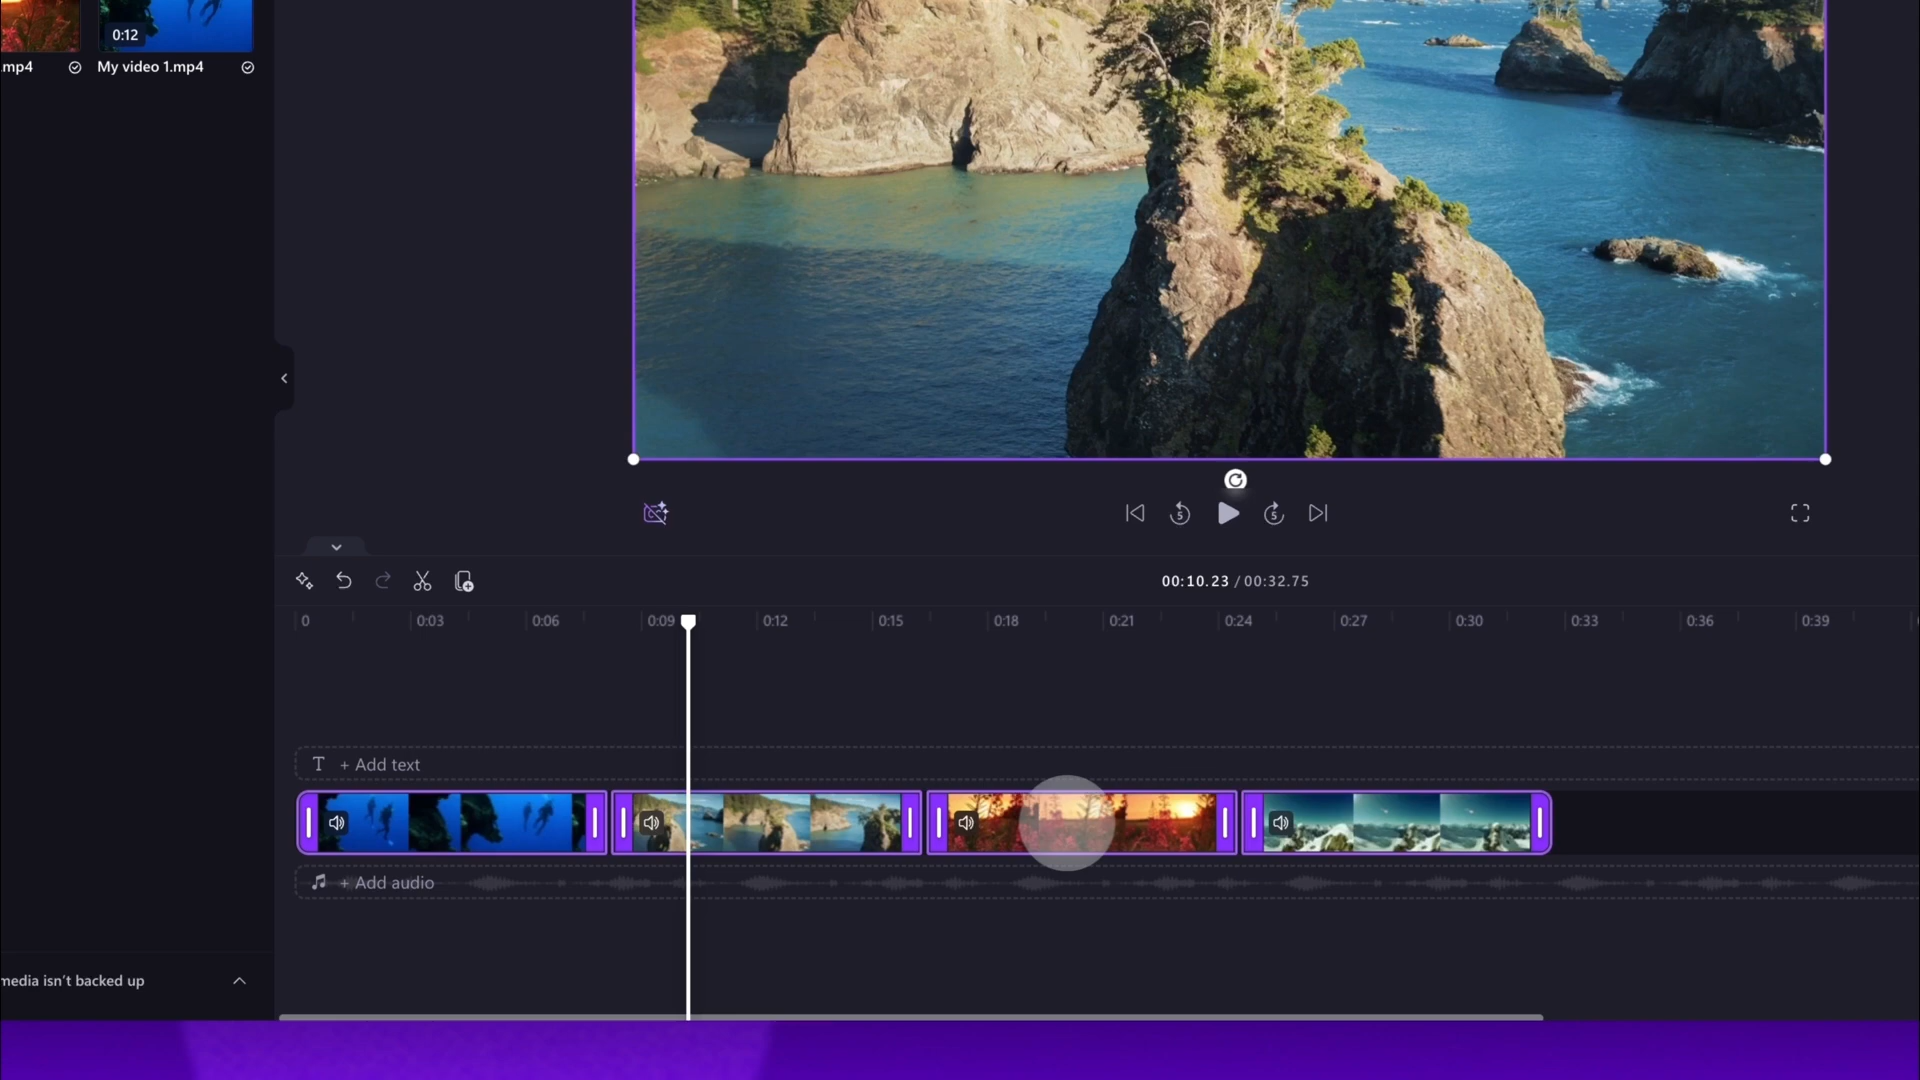 0:12
.mp4
My video 1.mp4
5
5
00:10.23 / 00:32.75
0 0:03 0:06 0:09 0:12 0:15 0:18 0:21 0:24 0:27 0:30 0:33 0:36 0:39
T + Add text
+ Add audio
media isn't backed up